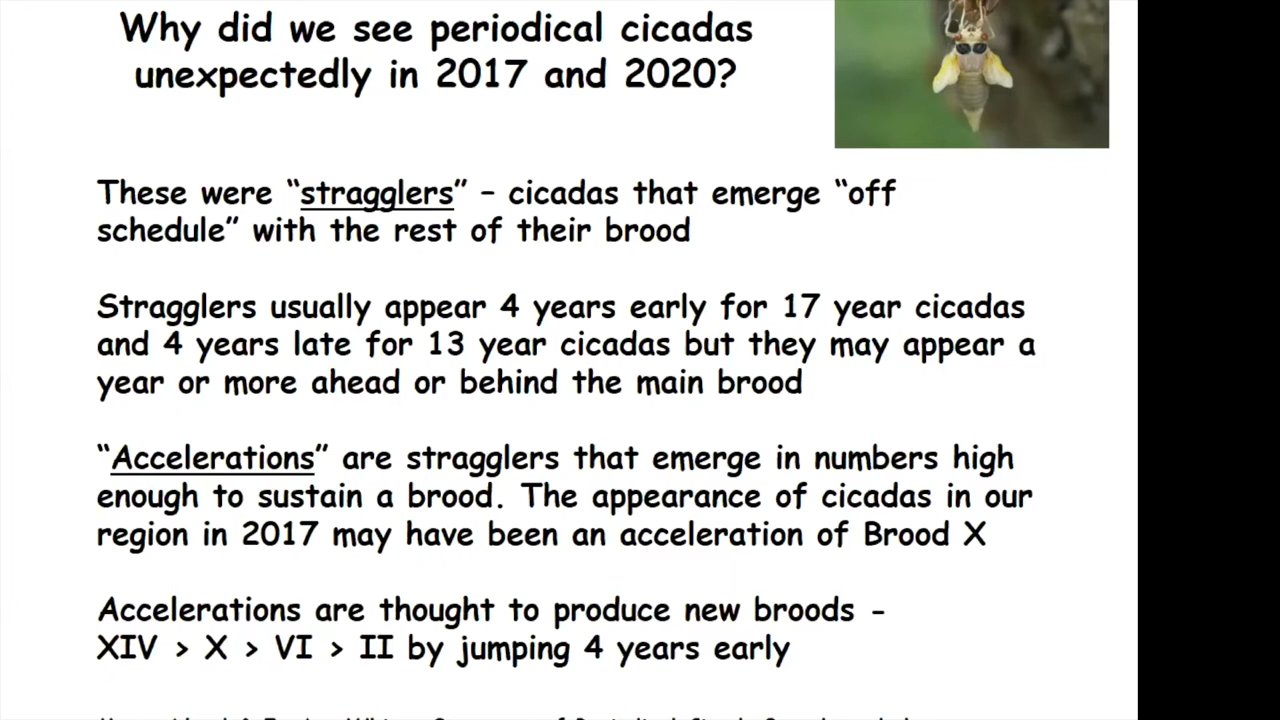 Why did we see periodical cicadas
unexpectedly in 2017 and 2020?
These were “stragglers” – cicadas that emerge “off
schedule” with the rest of their brood
Stragglers usually appear 4 years early for 17 year cicadas
and 4 years late for 13 year cicadas but they may appear a
year or more ahead or behind the main brood
“Accelerations” are stragglers that emerge in numbers high
enough to sustain a brood. The appearance of cicadas in our
region in 2017 may have been an acceleration of Brood X
Accelerations are thought to produce new broods -
XIV > X > VI > II by jumping 4 years early